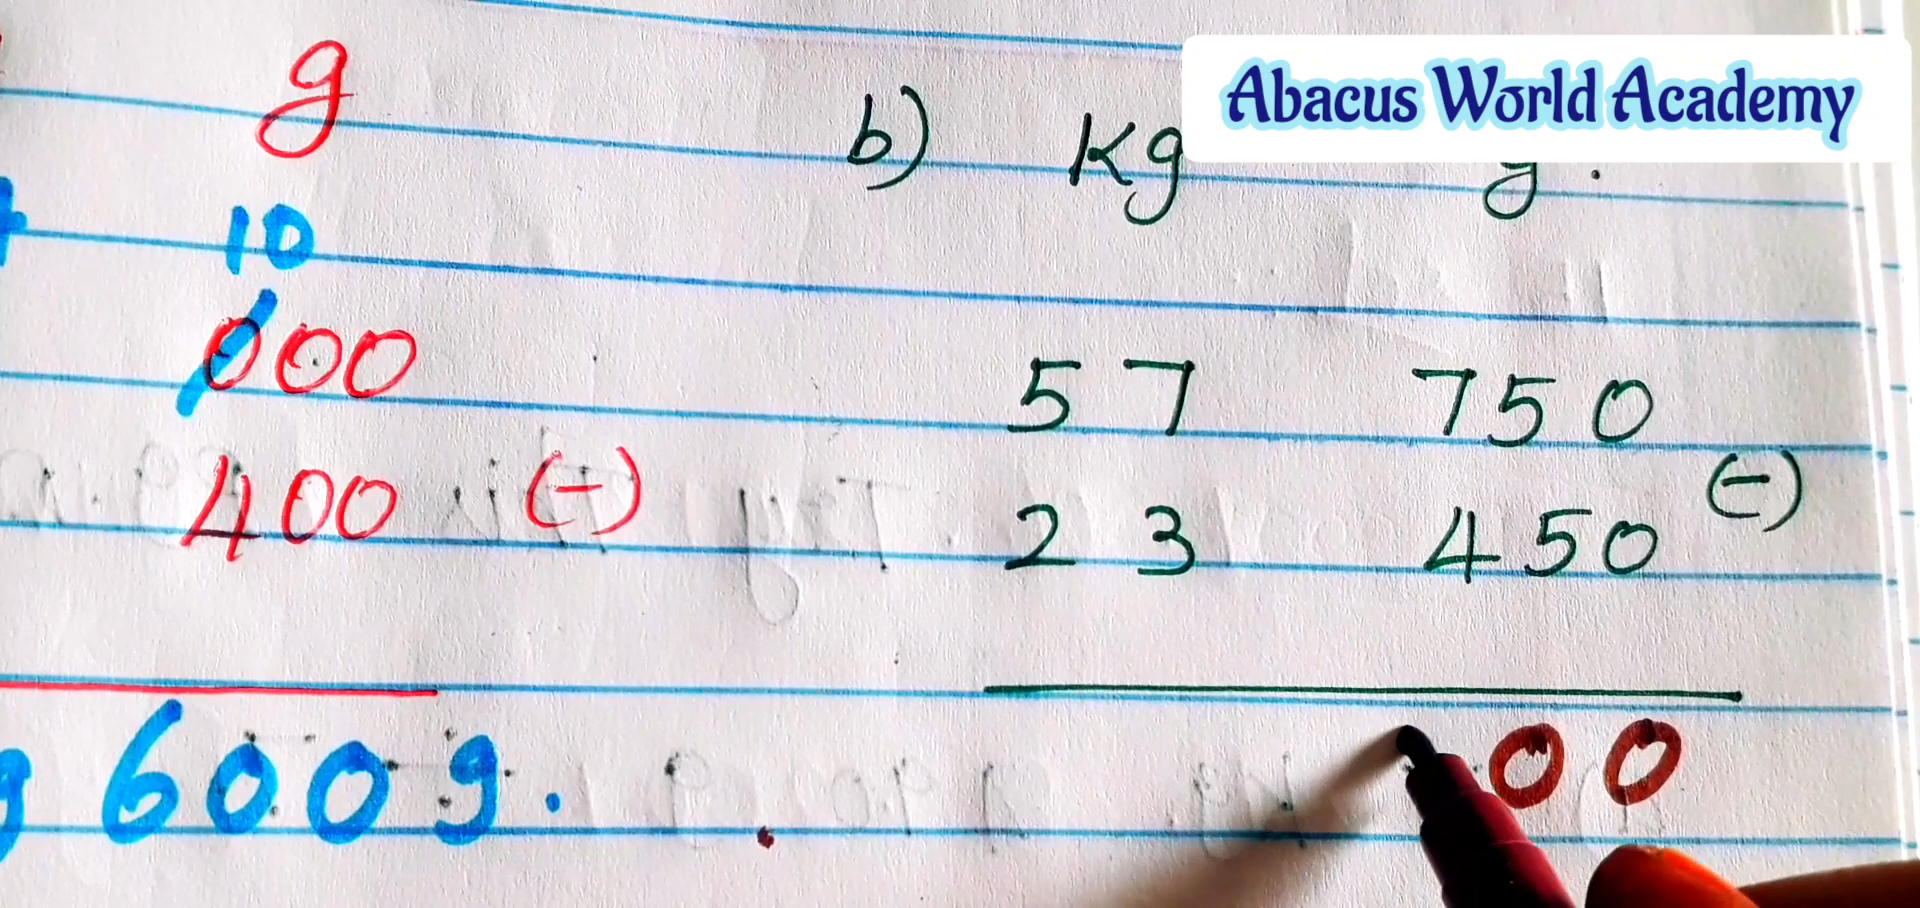 Abacus World Academy
g
b) Kg g.
10
000
57 750
400 (-)
23 450 (-)
600g.
00